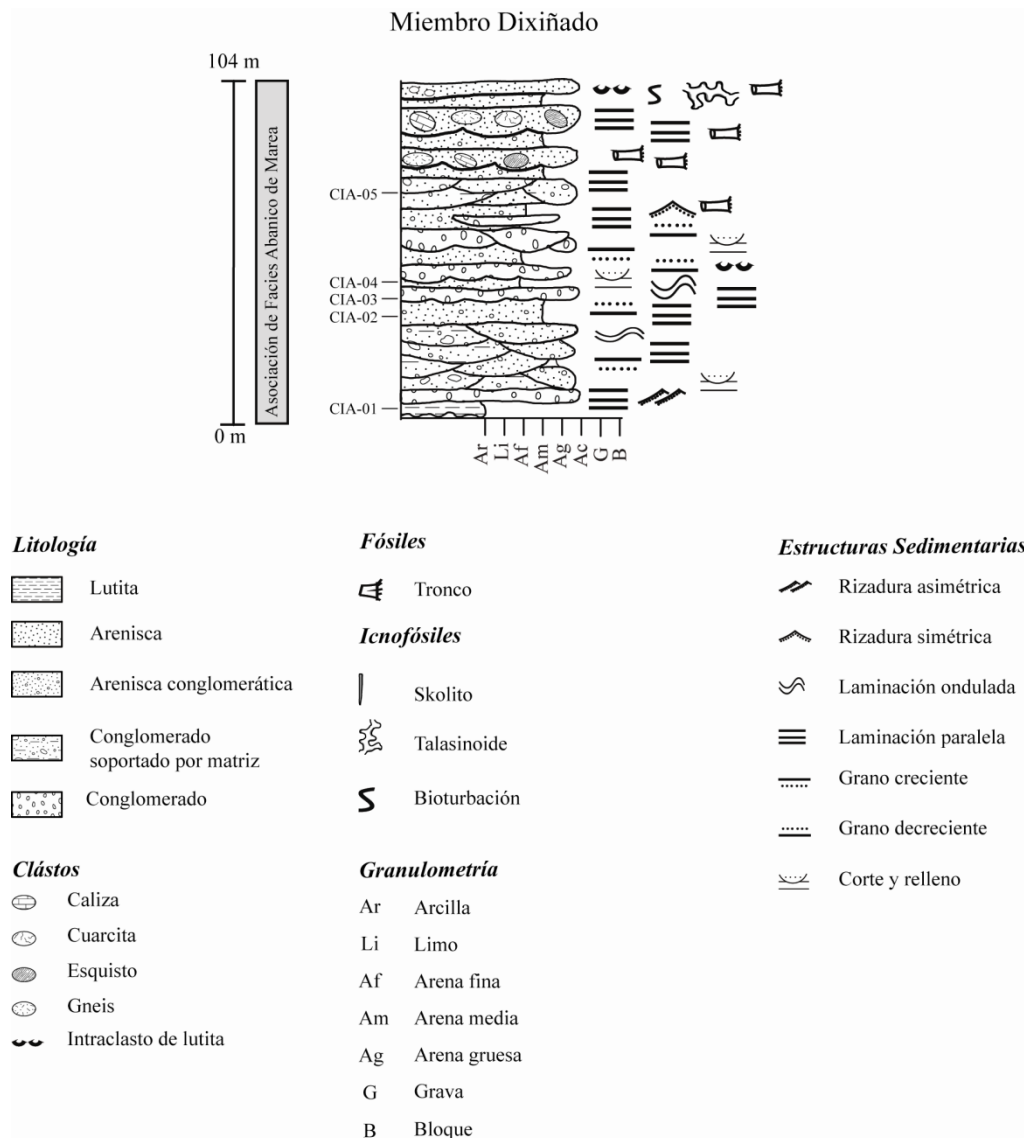 Miembro Dixiñado
104 m
Asociación de Facies Abanico de Marea
CIA-05
CIA-04
CIA-03
CIA-02
CIA-01
0 m
Ar
Li
Af
Am
Ag
Ac
G
B
Litología
Lutita
Arenisca
Arenisca conglomerática
Conglomerado
soportado por matriz
Conglomerado
Clástos
Caliza
Cuarcita
Esquisto
Gneis
Intraclasto de lutita
Fósiles
Tronco
Icnofósiles
Skolito
Talasinoide
Bioturbación
Granulometría
Ar Arcilla
Li Limo
Af Arena fina
Am Arena media
Ag Arena gruesa
G Grava
B Bloque
Estructuras Sedimentarias
Rizadura asimétrica
Rizadura simétrica
Laminación ondulada
Laminación paralela
Grano creciente
Grano decreciente
Corte y relleno